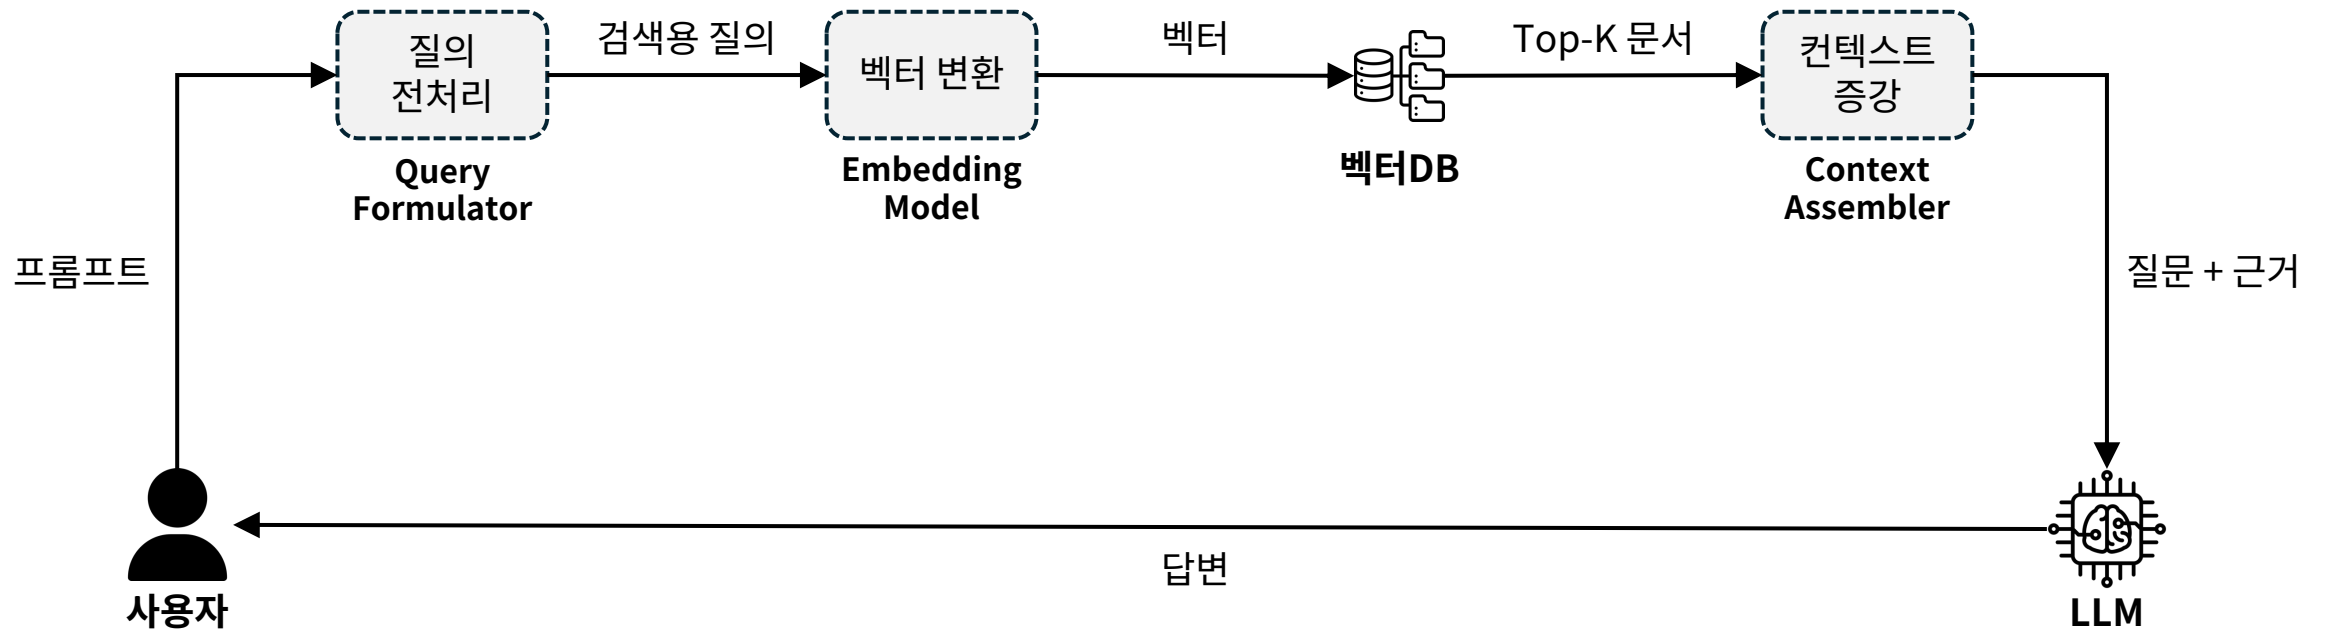 질의
전처리
Query
Formulator
검색용 질의
벡터 변환
Embedding
Model
벡터
벡터DB
Top-K 문서
컨텍스트
증강
Context
Assembler
프롬프트
질문 + 근거
답변
사용자
LLM